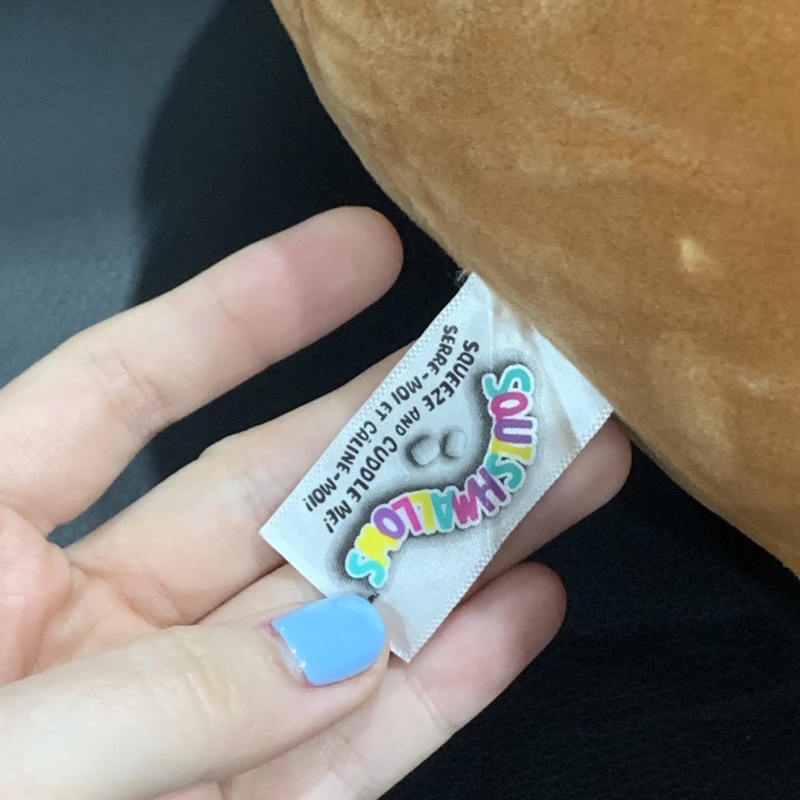 SQUISHMALLOWS
SQUEEZE AND CUDDLE ME!
SERRE-MOI ET CÂLINE-MOI!